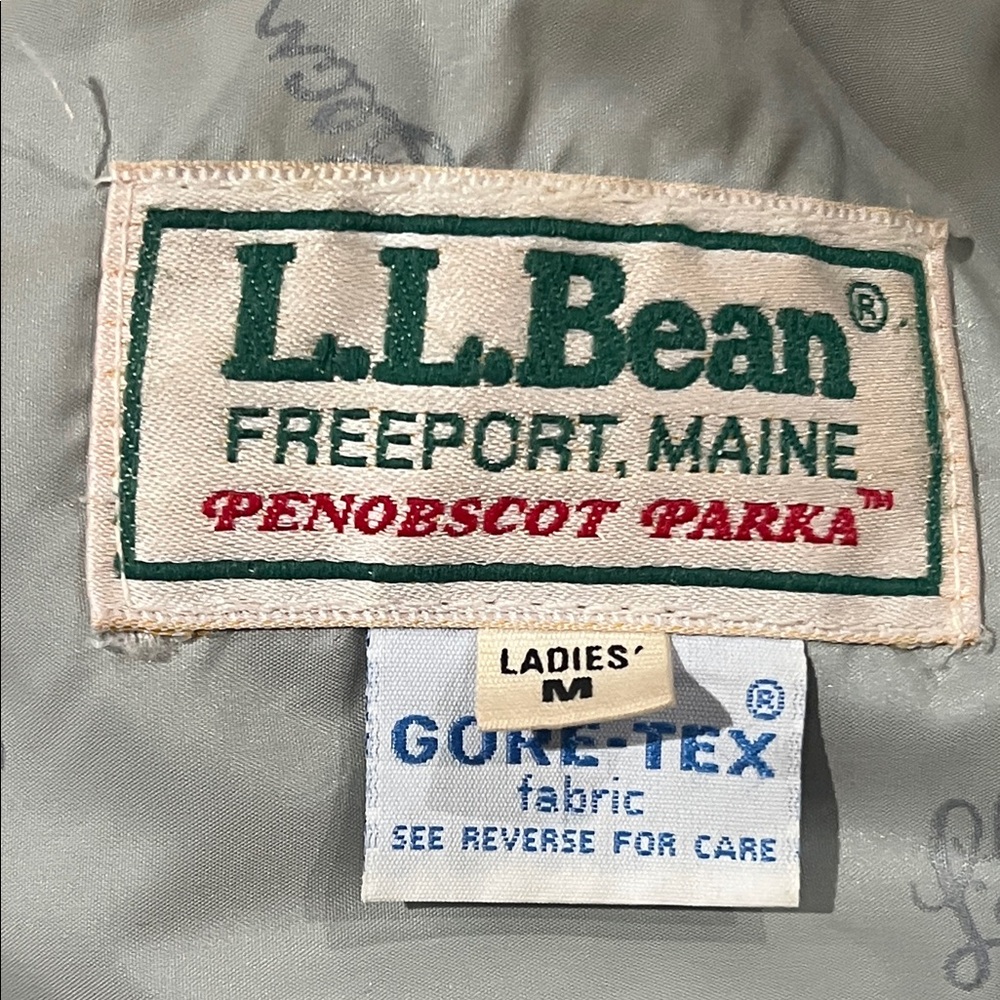 L.L.Bean®
FREEPORT, MAINE
PENOBSCOT PARKA™
LADIES'
M
GORE-TEX®
fabric
SEE REVERSE FOR CARE